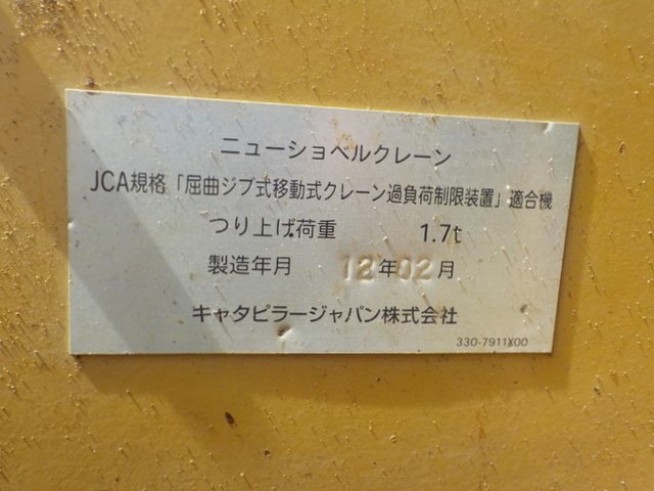 ニューショベルクレーン
JCA規格「屈曲ジブ式移動式クレーン過負荷制限装置」適合機
つり上げ荷重 1.7t
製造年月 12年02月
キャタピラージャパン株式会社
330-7911X00